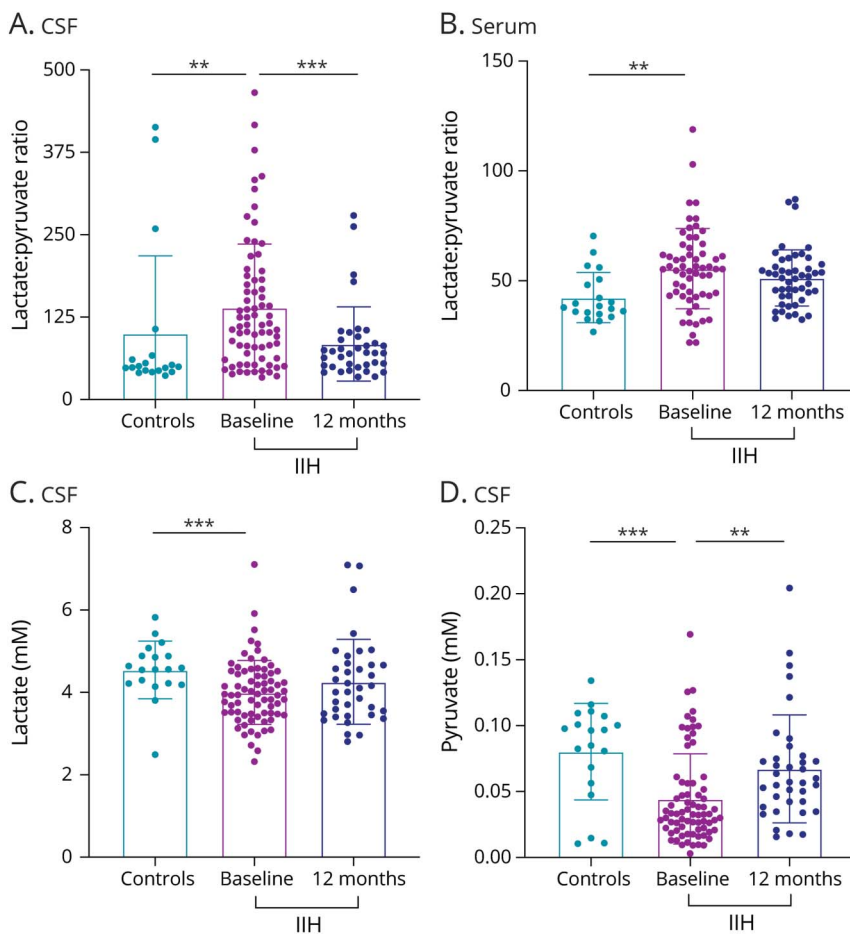 A. CSF
Lactate:pyruvate ratio
500
375
250
125
0
**
***
Controls
Baseline
12 months
IIH
B. Serum
Lactate:pyruvate ratio
150
100
50
0
**
Controls
Baseline
12 months
IIH
C. CSF
Lactate (mM)
8
6
4
2
0
***
Controls
Baseline
12 months
IIH
D. CSF
Pyruvate (mM)
0.25
0.20
0.15
0.10
0.05
0.00
***
**
Controls
Baseline
12 months
IIH